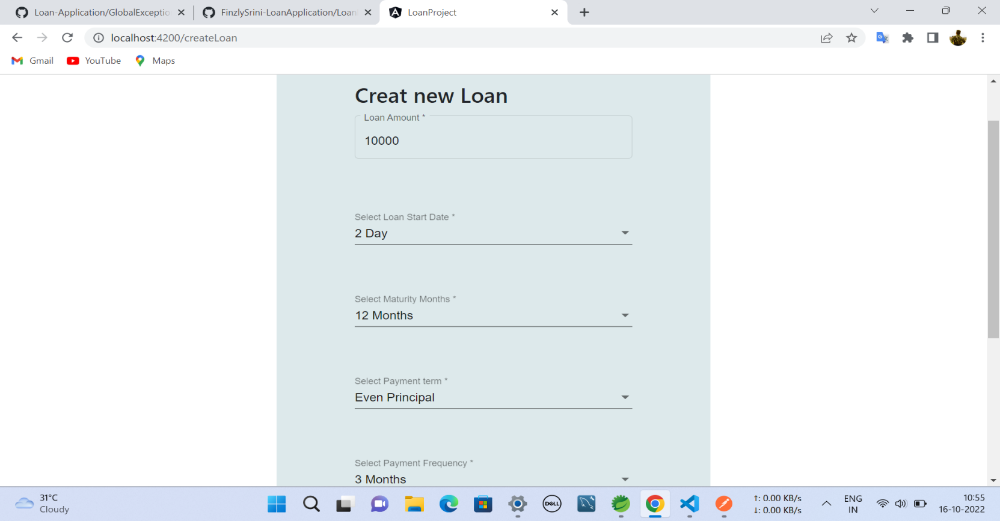 Loan-Application/GlobalExceptio
FinzlySrini-LoanApplication/Loan
LoanProject
localhost:4200/createLoan
Gmail
YouTube
Maps
Creat new Loan
Loan Amount *
10000
Select Loan Start Date *
2 Day
Select Maturity Months *
12 Months
Select Payment term *
Even Principal
Select Payment Frequency *
3 Months
31°C
Cloudy
DELL
↑: 0.00 KB/s
↓: 0.00 KB/s
ENG
IN
10:55
16-10-2022